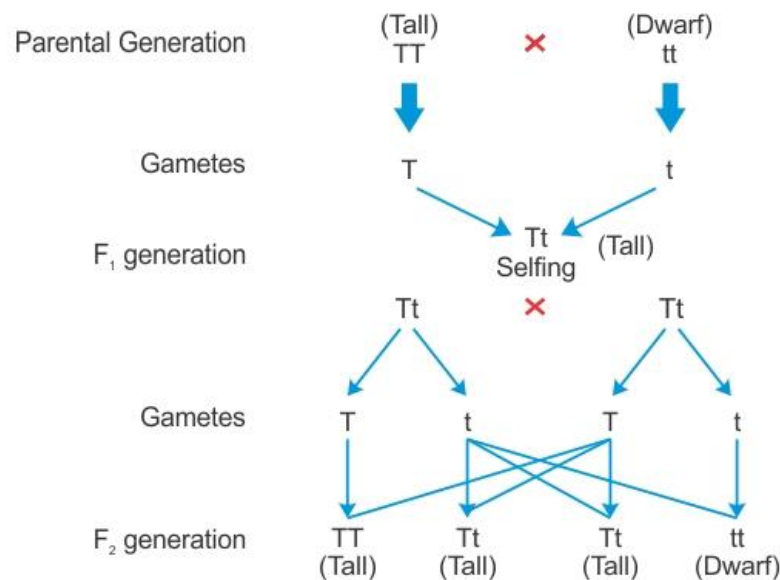 (Tall) (Dwarf)
Parental Generation TT × tt
Gametes T t
F₁ generation Tt (Tall)
Selfing
Tt × Tt
Gametes T t T t
F₂ generation TT Tt Tt tt
(Tall) (Tall) (Tall) (Dwarf)